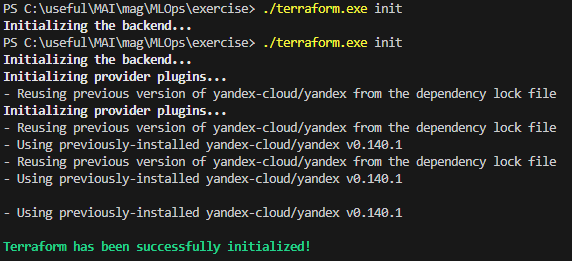 PS C:\useful\MAI\mag\MLOps\exercise> ./terraform.exe init
Initializing the backend...
PS C:\useful\MAI\mag\MLOps\exercise> ./terraform.exe init
Initializing the backend...
Initializing provider plugins...
- Reusing previous version of yandex-cloud/yandex from the dependency lock file
Initializing provider plugins...
- Reusing previous version of yandex-cloud/yandex from the dependency lock file
- Using previously-installed yandex-cloud/yandex v0.140.1
- Reusing previous version of yandex-cloud/yandex from the dependency lock file
- Using previously-installed yandex-cloud/yandex v0.140.1
- Using previously-installed yandex-cloud/yandex v0.140.1
Terraform has been successfully initialized!